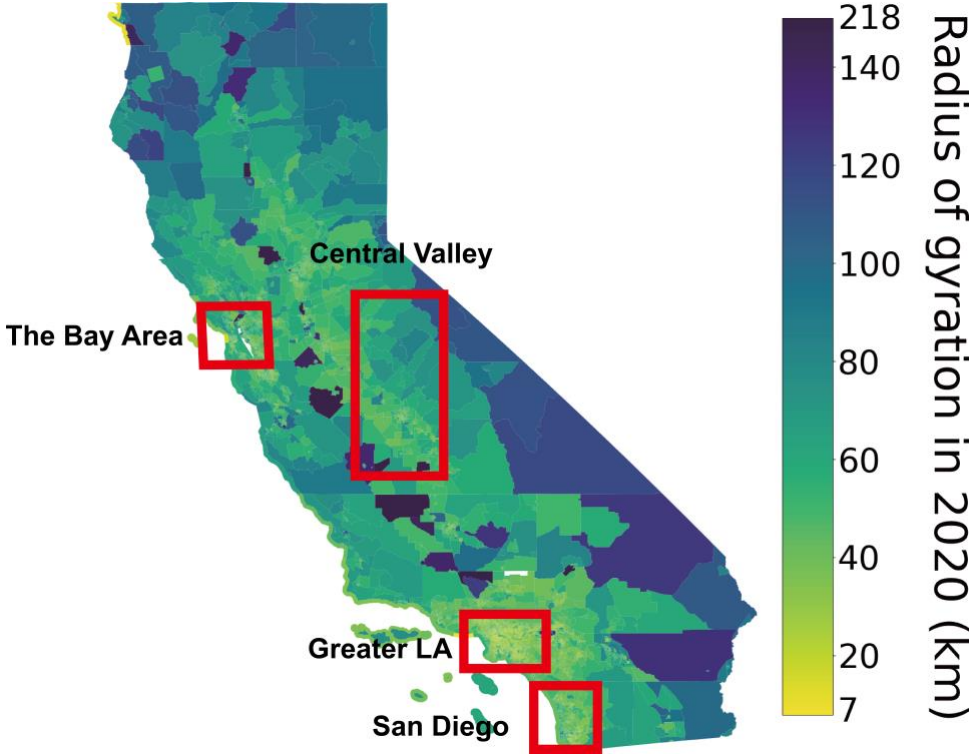 Central Valley
The Bay Area
Greater LA
San Diego
218
140
120
100
80
60
40
20
7
Radius of gyration in 2020 (km)